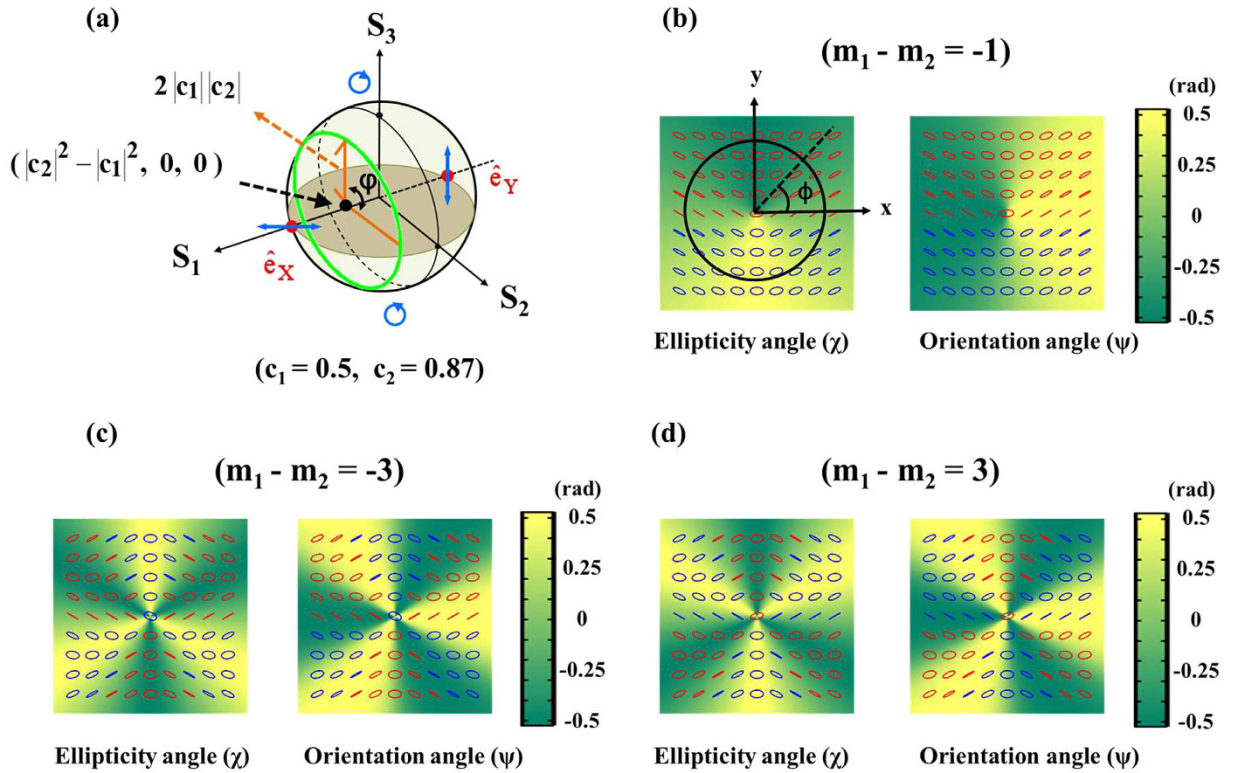 (a)
S₃
2 |c₁| |c₂|
( |c₂|² − |c₁|², 0, 0 )
φ
ê_Y
S₁
ê_X
S₂
(c₁ = 0.5, c₂ = 0.87)
(b)
(m₁ - m₂ = -1)
y
(rad)
0.5
0.25
ϕ
x
0
-0.25
-0.5
Ellipticity angle (χ)
Orientation angle (ψ)
(c)
(m₁ - m₂ = -3)
(rad)
0.5
0.25
0
-0.25
-0.5
Ellipticity angle (χ)
Orientation angle (ψ)
(d)
(m₁ - m₂ = 3)
(rad)
0.5
0.25
0
-0.25
-0.5
Ellipticity angle (χ)
Orientation angle (ψ)